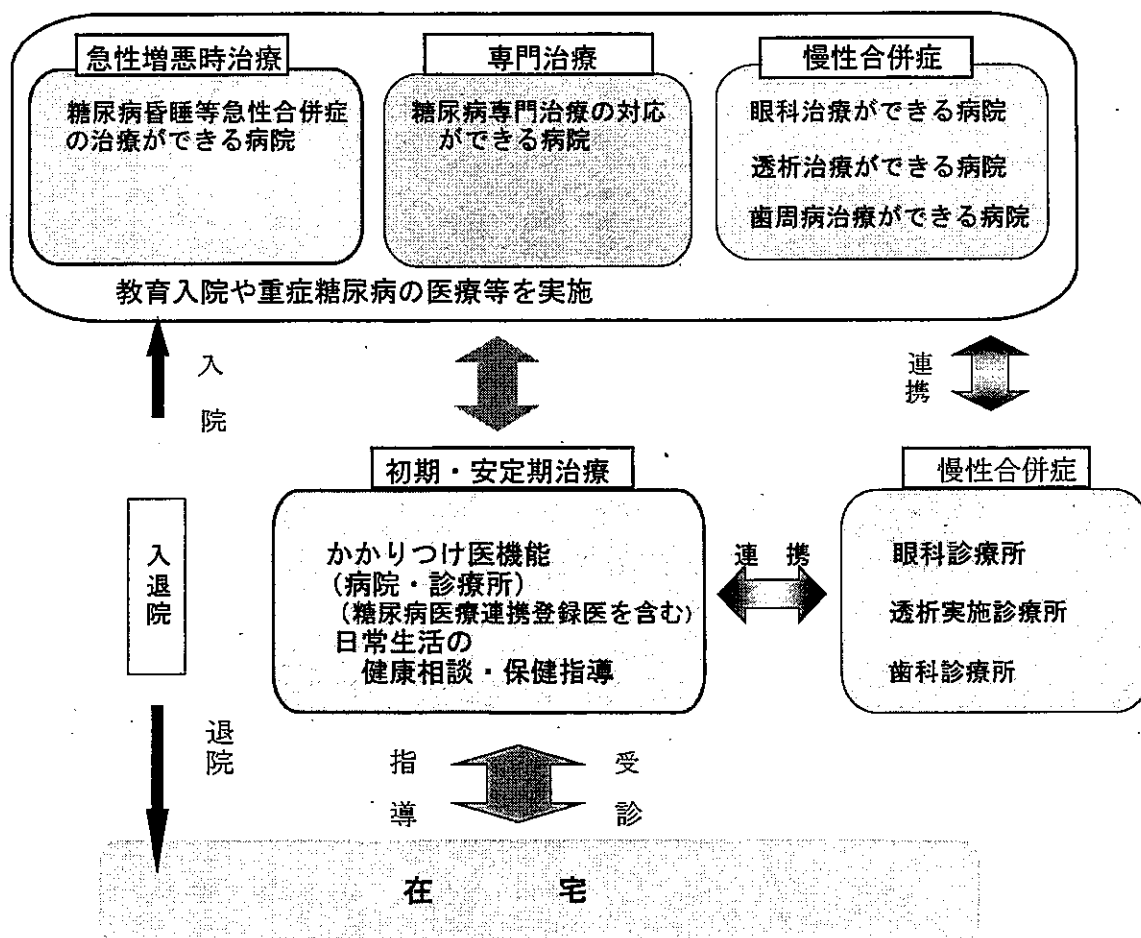 急性増悪時治療
糖尿病昏睡等急性合併症
の治療ができる病院
専門治療
糖尿病専門治療の対応
ができる病院
慢性合併症
眼科治療ができる病院
透析治療ができる病院
歯周病治療ができる病院
教育入院や重症糖尿病の医療等を実施
入院
連携
初期・安定期治療
かかりつけ医機能
(病院・診療所)
(糖尿病医療連携登録医を含む)
日常生活の
健康相談・保健指導
連携
慢性合併症
眼科診療所
透析実施診療所
歯科診療所
入退院
退院
指導
受診
在宅